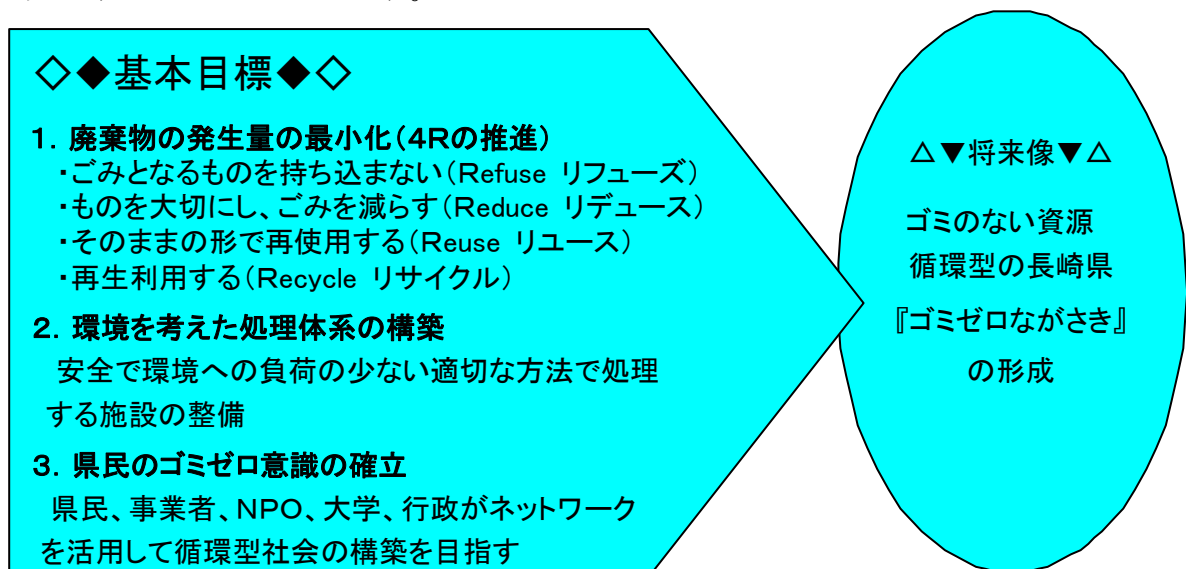 ◇◆基本目標◆◇
1．廃棄物の発生量の最小化（4Rの推進）
・ごみとなるものを持ち込まない（Refuse リフューズ）
・ものを大切にし、ごみを減らす（Reduce リデュース）
・そのままの形で再使用する（Reuse リユース）
・再生利用する（Recycle リサイクル）
2．環境を考えた処理体系の構築
安全で環境への負荷の少ない適切な方法で処理
する施設の整備
3．県民のゴミゼロ意識の確立
県民、事業者、NPO、大学、行政がネットワーク
を活用して循環型社会の構築を目指す
△▼将来像▼△
ゴミのない資源
循環型の長崎県
『ゴミゼロながさき』
の形成